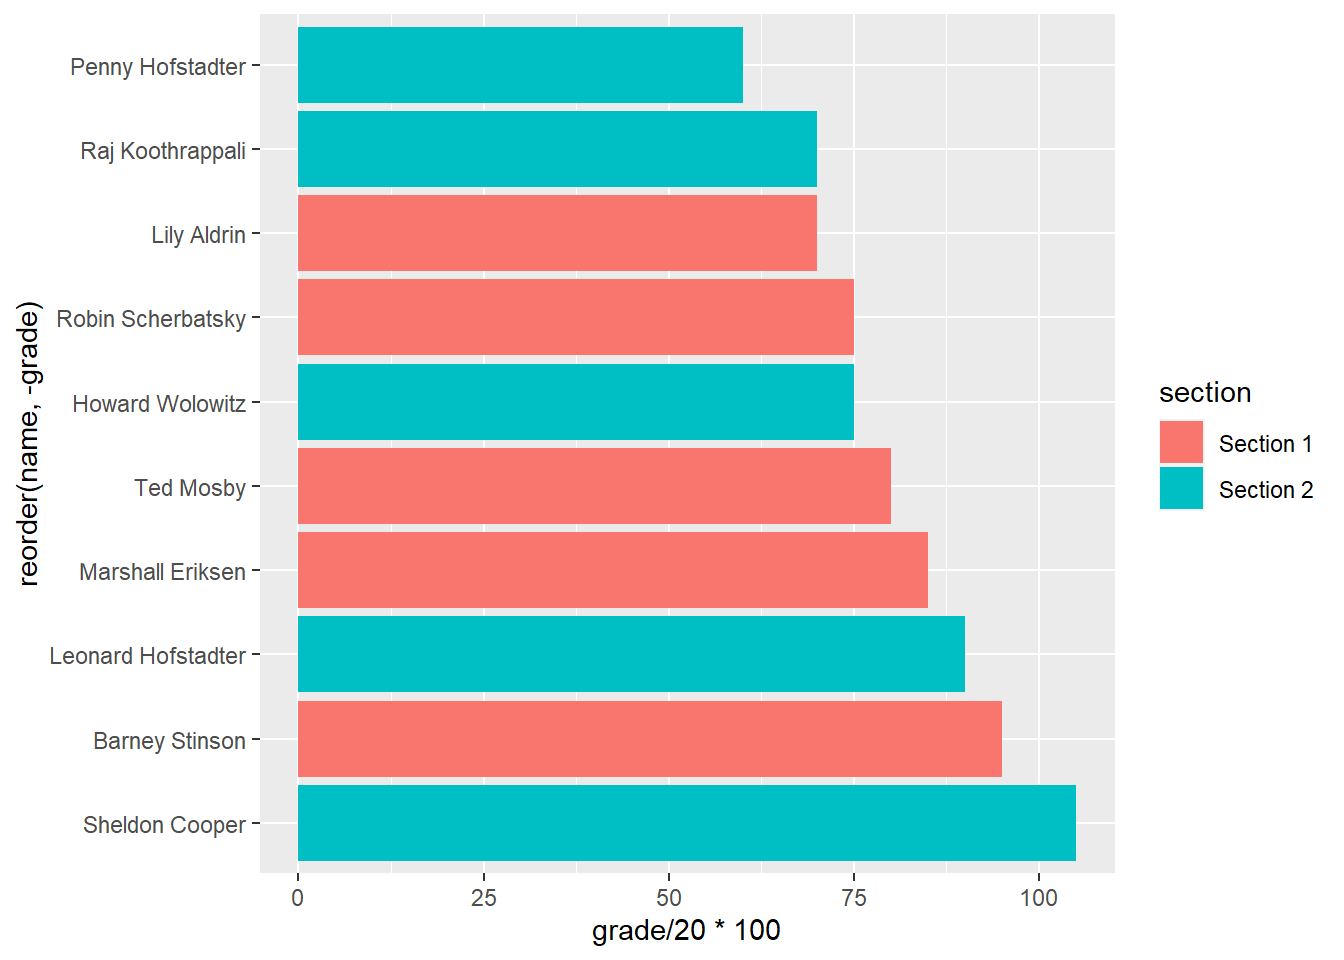 Penny Hofstadter
Raj Koothrappali
Lily Aldrin
Robin Scherbatsky
Howard Wolowitz
Ted Mosby
Marshall Eriksen
Leonard Hofstadter
Barney Stinson
Sheldon Cooper
reorder(name, -grade)
0 25 50 75 100
grade/20 * 100
section
Section 1
Section 2